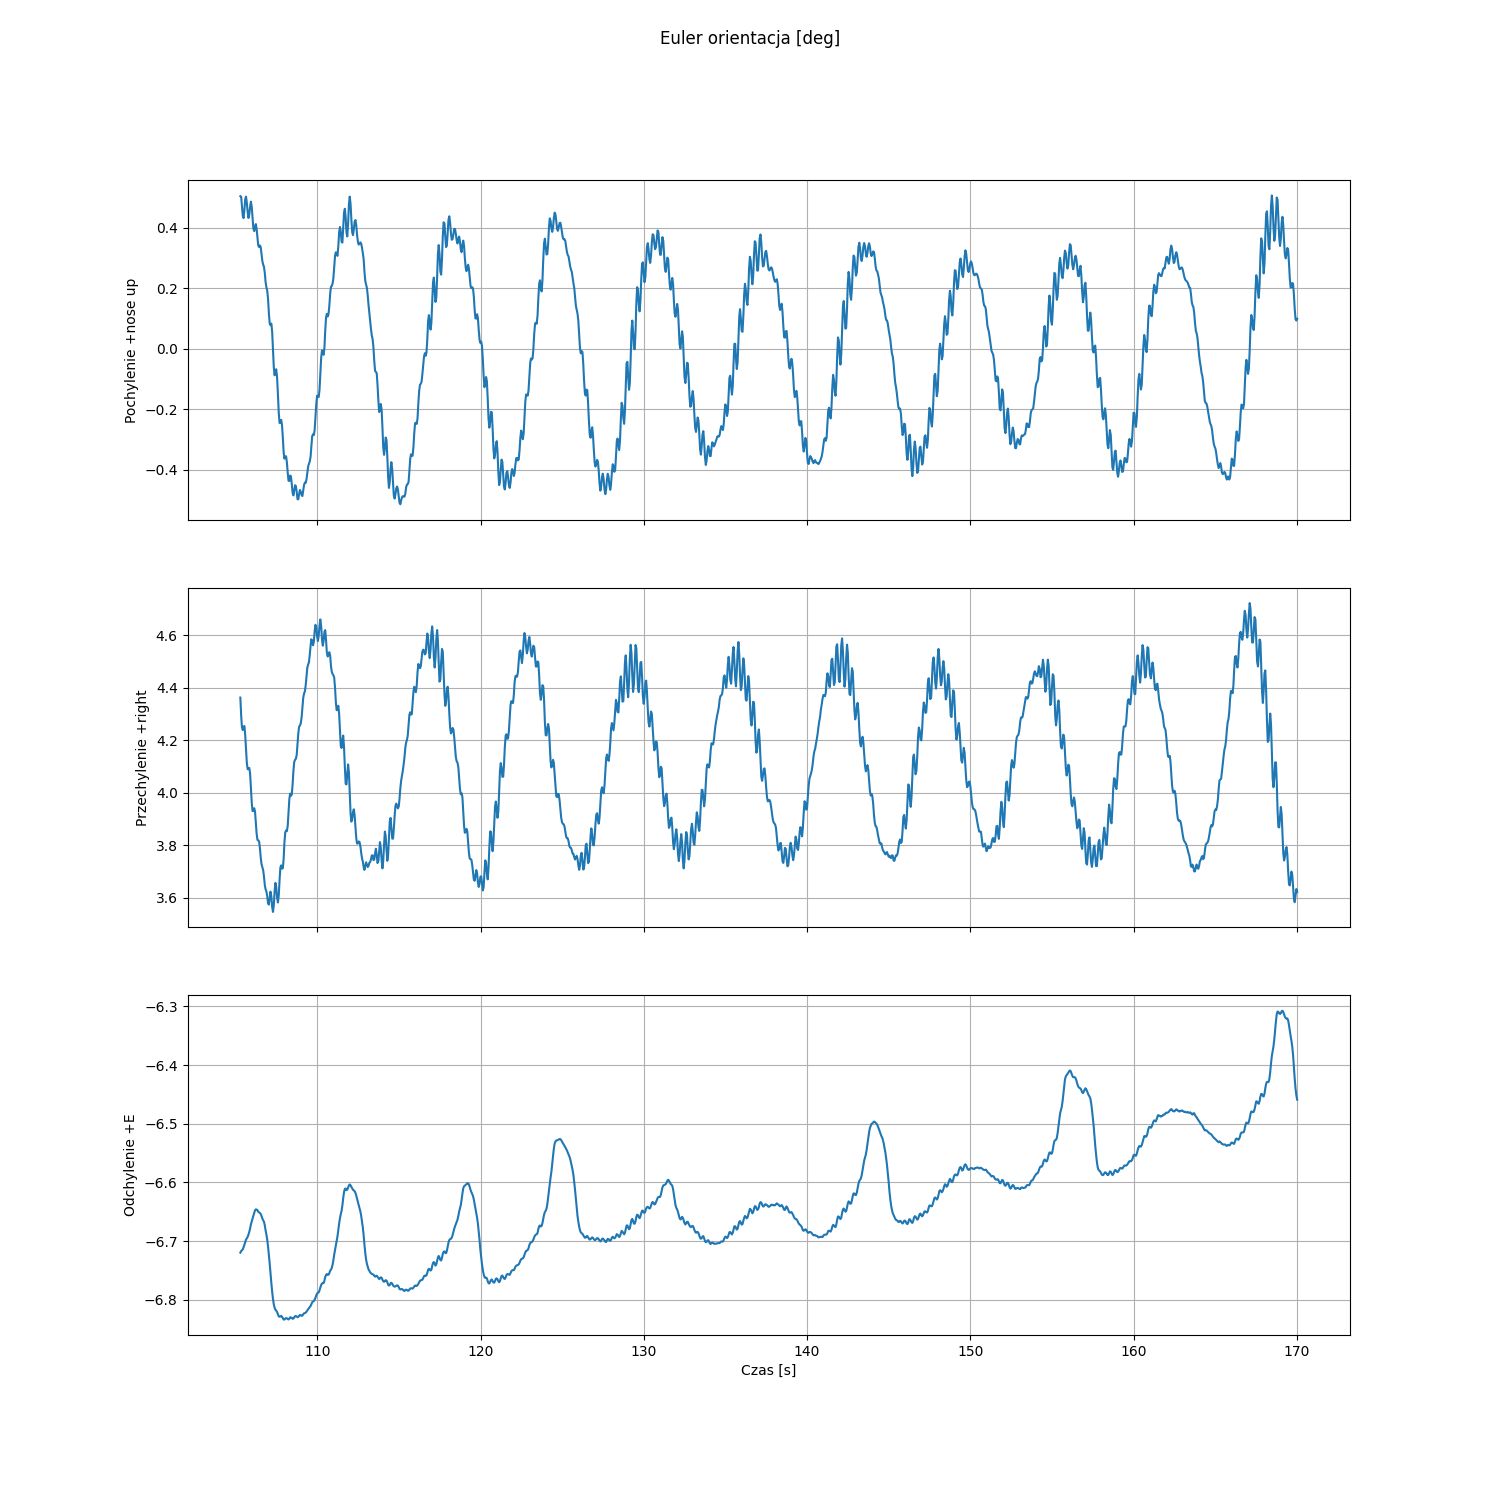 Euler orientacja [deg]
Pochylenie +nose up
0.4
0.2
0.0
−0.2
−0.4
Przechylenie +right
4.6
4.4
4.2
4.0
3.8
3.6
Odchylenie +E
−6.3
−6.4
−6.5
−6.6
−6.7
−6.8
110 120 130 140 150 160 170
Czas [s]